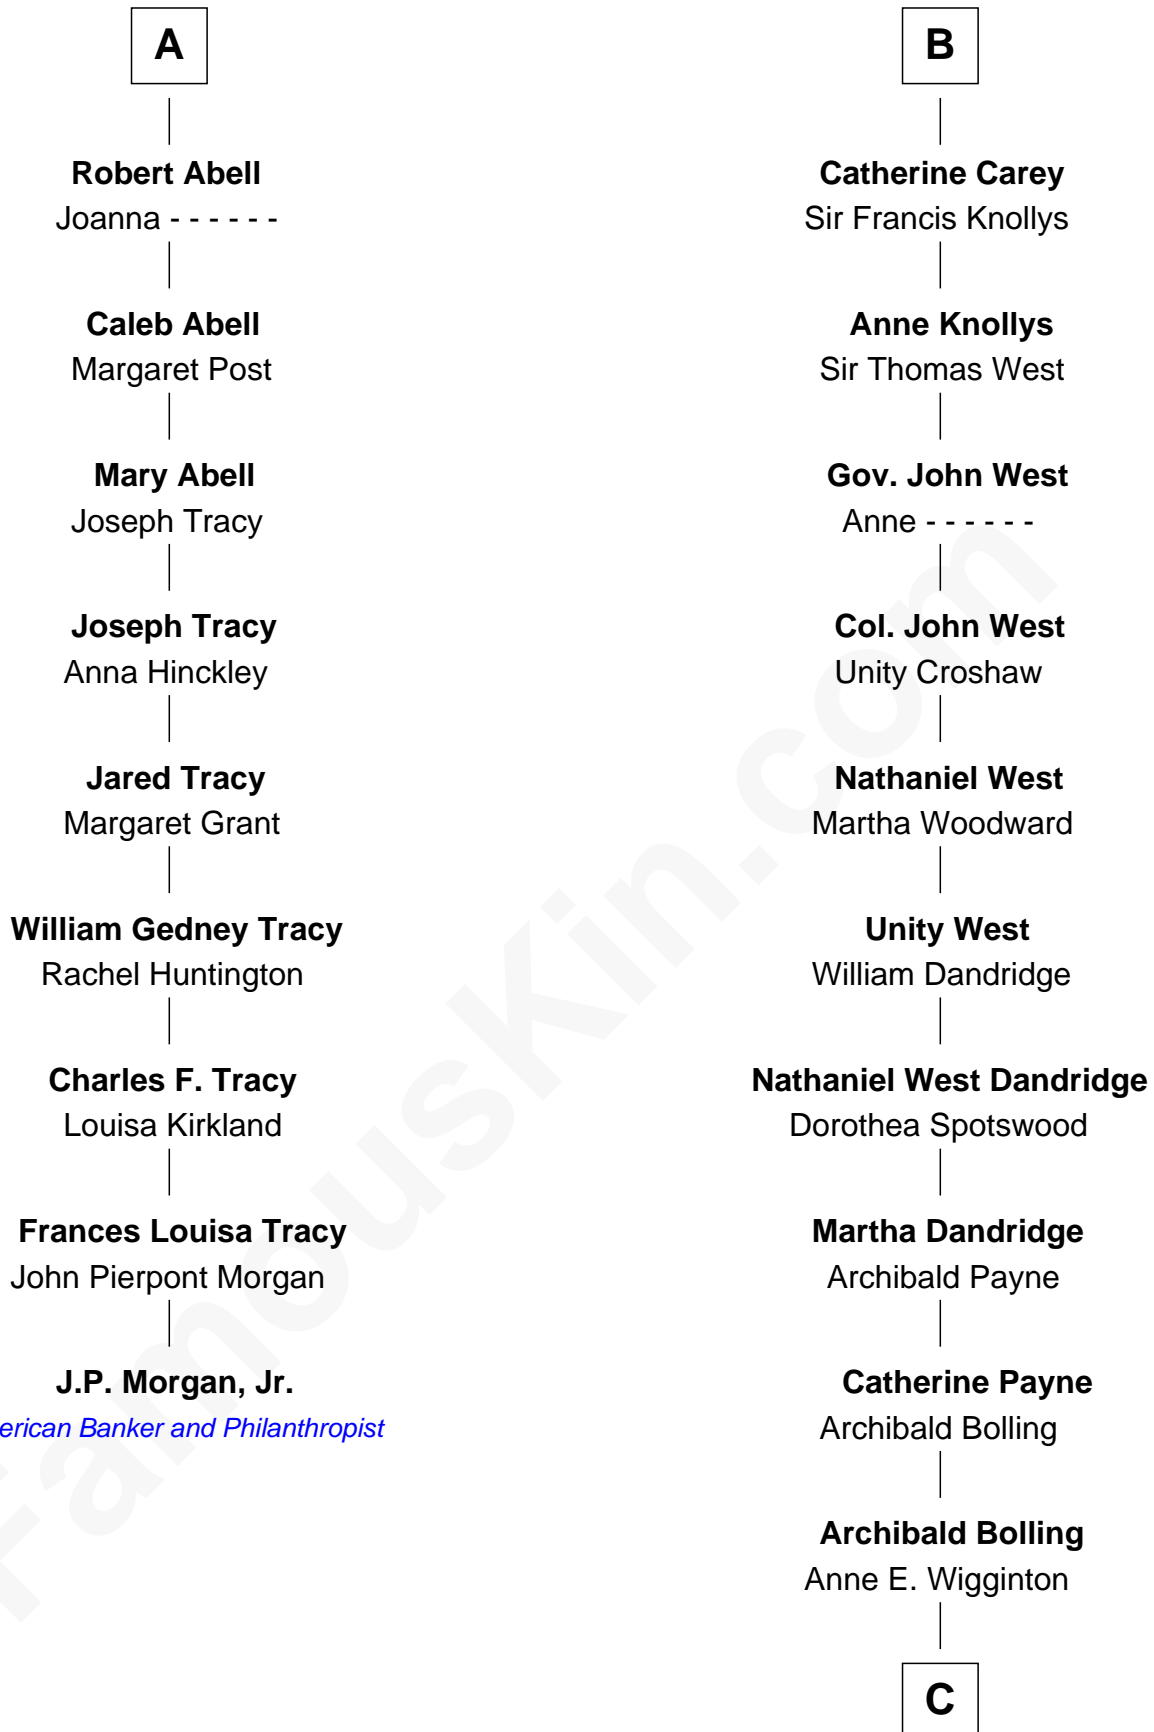 A
Robert Abell
Joanna - - - - - -
Caleb Abell
Margaret Post
Mary Abell
Joseph Tracy
Joseph Tracy
Anna Hinckley
Jared Tracy
Margaret Grant
William Gedney Tracy
Rachel Huntington
Charles F. Tracy
Louisa Kirkland
Frances Louisa Tracy
John Pierpont Morgan
J.P. Morgan, Jr.
erican Banker and Philanthropist
B
Catherine Carey
Sir Francis Knollys
Anne Knollys
Sir Thomas West
Gov. John West
Anne - - - - - -
Col. John West
Unity Croshaw
Nathaniel West
Martha Woodward
Unity West
William Dandridge
Nathaniel West Dandridge
Dorothea Spotswood
Martha Dandridge
Archibald Payne
Catherine Payne
Archibald Bolling
Archibald Bolling
Anne E. Wigginton
C
FamousKin.com